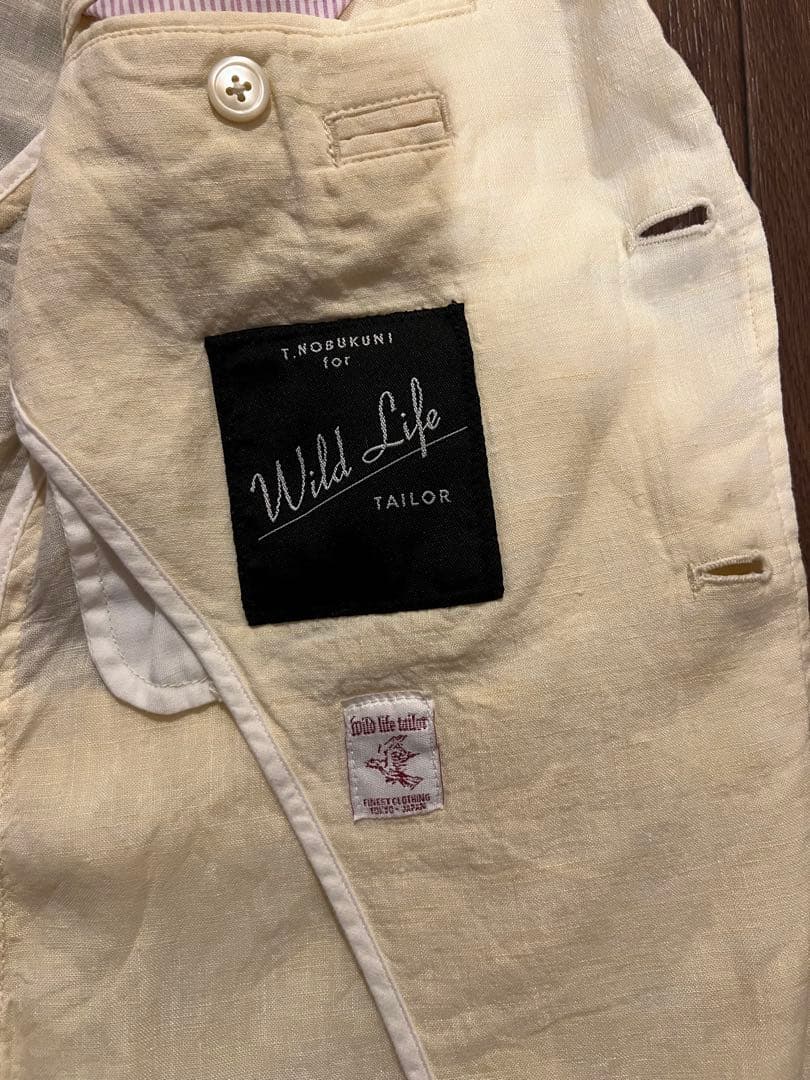 T.NOBUKUNI
for
Wild Life
TAILOR
wild life tailor
FINEST CLOTHING
TOKYO - JAPAN